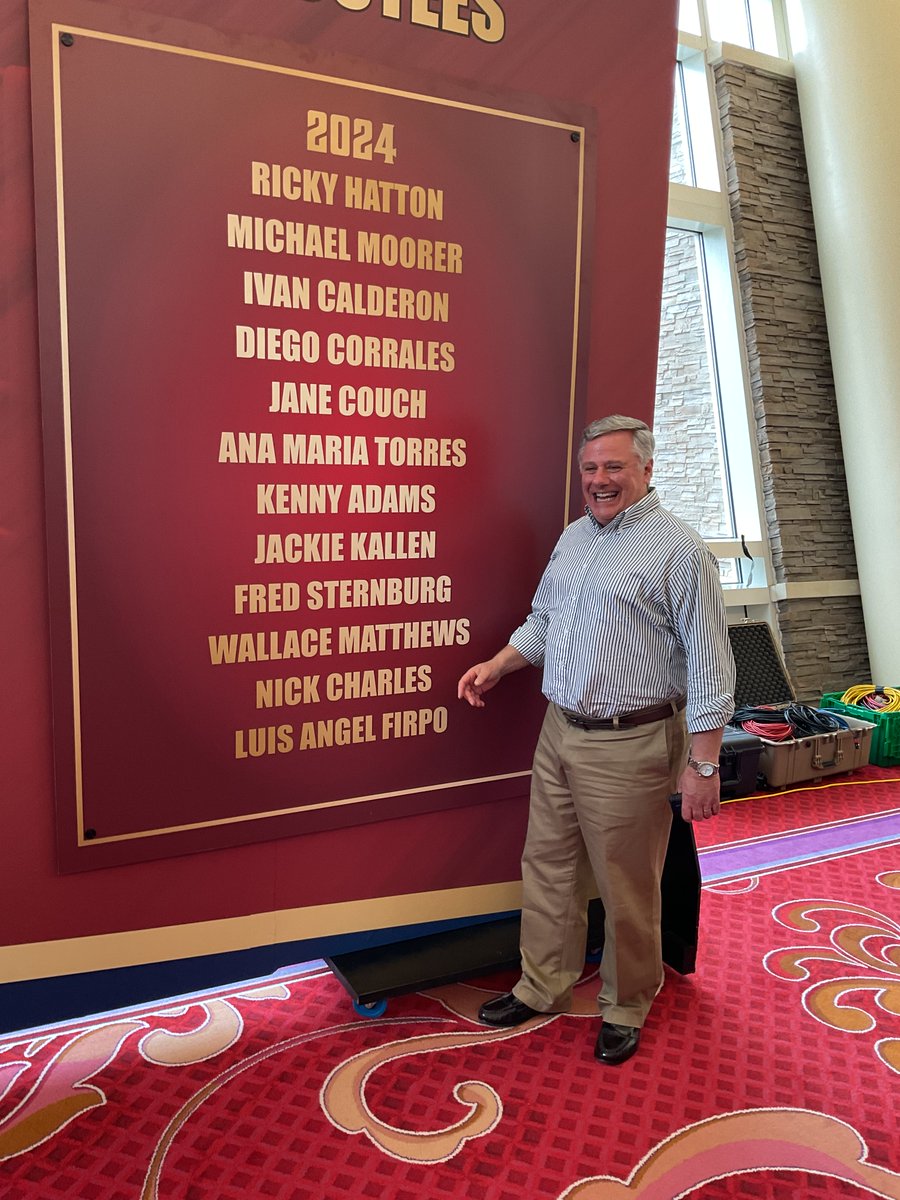 2024
RICKY HATTON
MICHAEL MOORER
IVAN CALDERON
DIEGO CORRALES
JANE COUCH
ANA MARIA TORRES
KENNY ADAMS
JACKIE KALLEN
FRED STERNBURG
WALLACE MATTHEWS
NICK CHARLES
LUIS ANGEL FIRPO